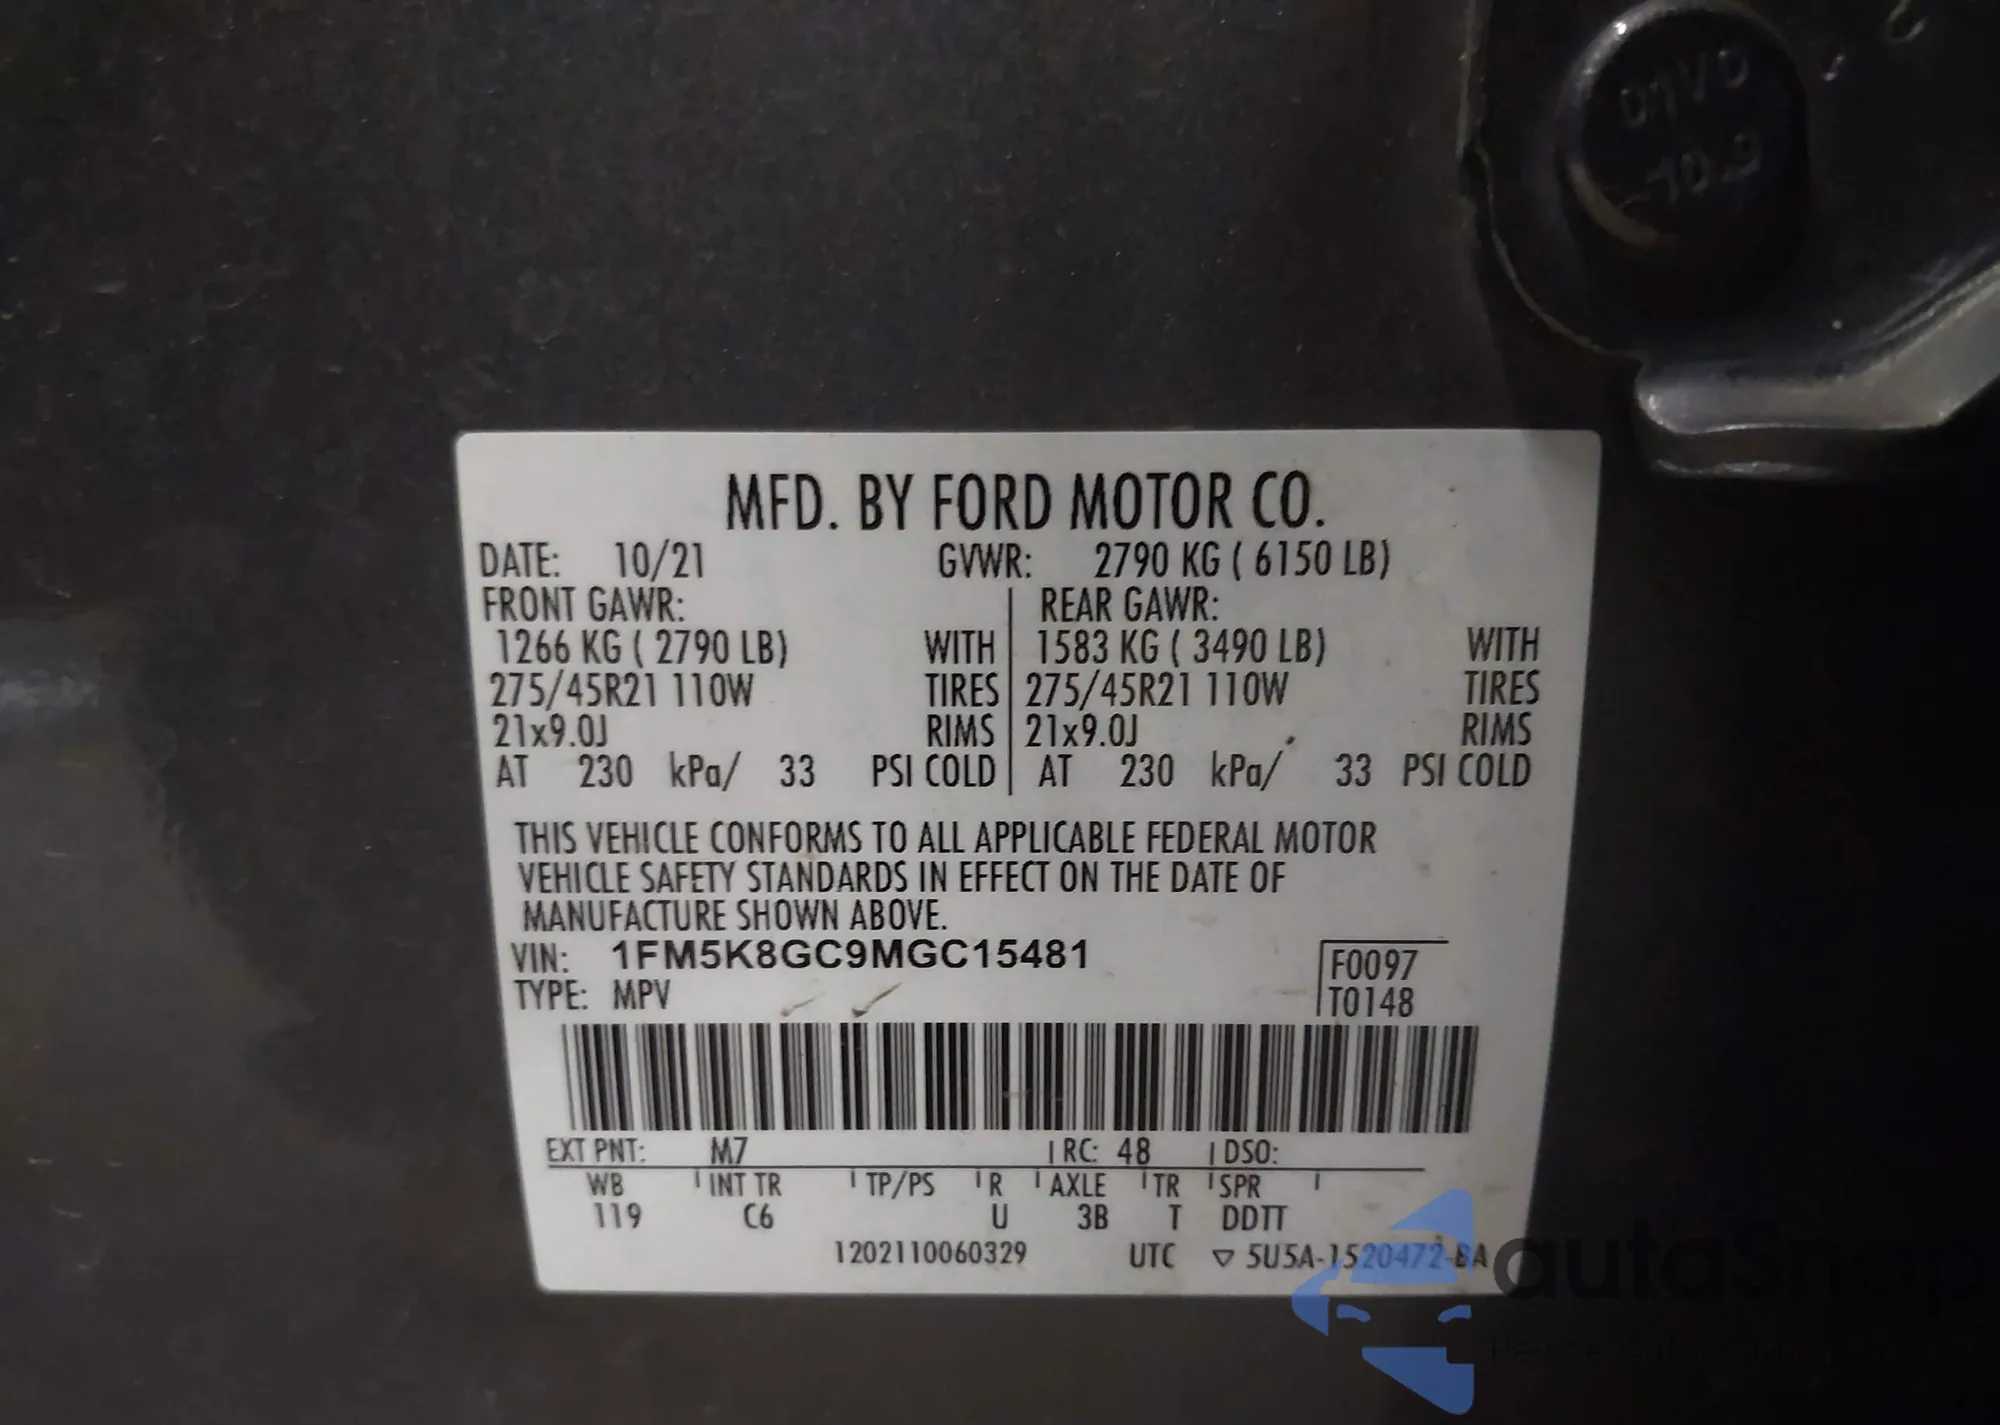 MFD. BY FORD MOTOR CO.
DATE: 10/21 GVWR: 2790 KG ( 6150 LB)
FRONT GAWR: REAR GAWR:
1266 KG ( 2790 LB) WITH 1583 KG ( 3490 LB) WITH
275/45R21 110W TIRES 275/45R21 110W TIRES
21x9.0J RIMS 21x9.0J RIMS
AT 230 kPa/ 33 PSI COLD AT 230 kPa/ 33 PSI COLD
THIS VEHICLE CONFORMS TO ALL APPLICABLE FEDERAL MOTOR
VEHICLE SAFETY STANDARDS IN EFFECT ON THE DATE OF
MANUFACTURE SHOWN ABOVE.
VIN: 1FM5K8GC9MGC15481
F0097
TYPE: MPV
T0148
EXT PNT: M7 RC: 48 DSO:
WB INT TR TP/PS R AXLE TR SPR
119 C6 U 3B T DDTT
1202110060329 UTC ▽ 5U5A-1520472-BA
autaSnap